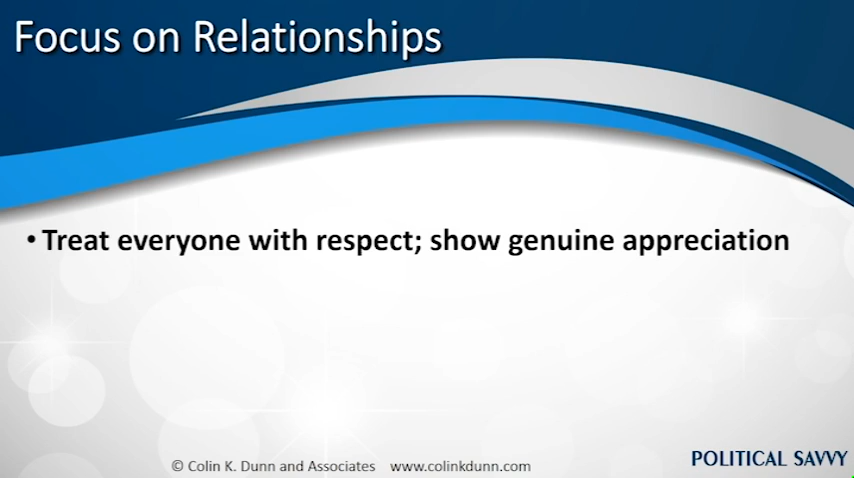 Focus on Relationships
• Treat everyone with respect; show genuine appreciation
© Colin K. Dunn and Associates www.colinkdunn.com
POLITICAL SAVVY